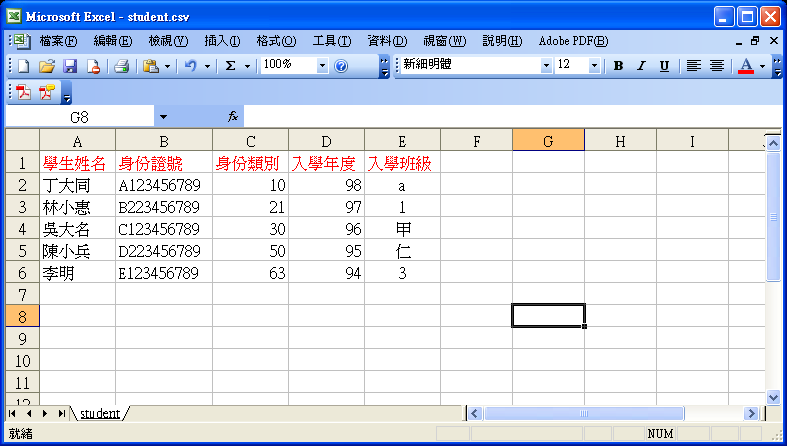 Microsoft Excel - student.csv
檔案(F) 編輯(E) 檢視(V) 插入(I) 格式(O) 工具(T) 資料(D) 視窗(W) 說明(H) Adobe PDF(B)
Σ 100% 新細明體 12 B I U A
G8 fx
A B C D E F G H I
1 學生姓名 身份證號 身份類別 入學年度 入學班級
2 丁大同 A123456789 10 98 a
3 林小惠 B223456789 21 97 1
4 吳大名 C123456789 30 96 甲
5 陳小兵 D223456789 50 95 仁
6 李明 E123456789 63 94 3
7
8
9
10
11
12
student
就緒 NUM